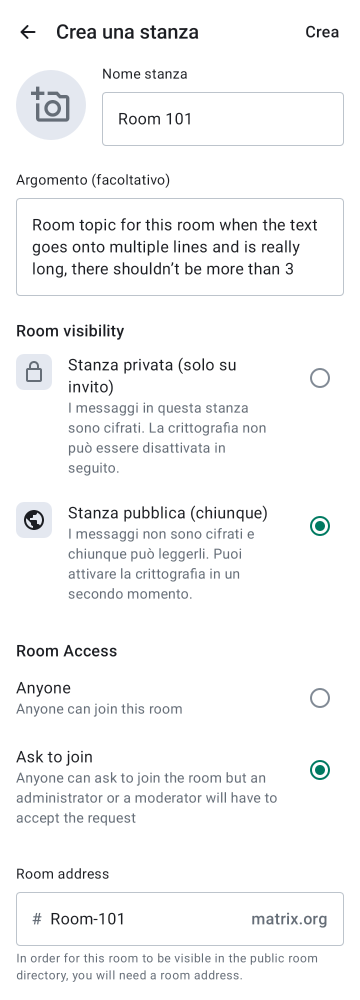 Crea una stanza
Crea
Nome stanza
Room 101
Argomento (facoltativo)
Room topic for this room when the text
goes onto multiple lines and is really
long, there shouldn’t be more than 3
Room visibility
Stanza privata (solo su
invito)
I messaggi in questa stanza
sono cifrati. La crittografia non
può essere disattivata in
seguito.
Stanza pubblica (chiunque)
I messaggi non sono cifrati e
chiunque può leggerli. Puoi
attivare la crittografia in un
secondo momento.
Room Access
Anyone
Anyone can join this room
Ask to join
Anyone can ask to join the room but an
administrator or a moderator will have to
accept the request
Room address
# Room-101 matrix.org
In order for this room to be visible in the public room
directory, you will need a room address.